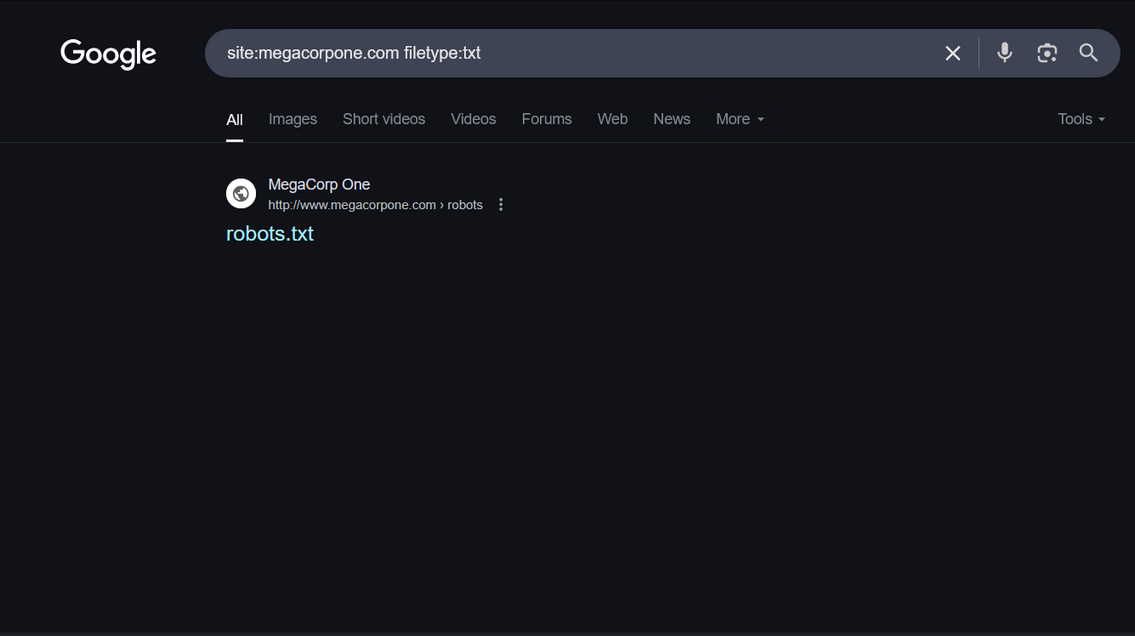 Google
site:megacorpone.com filetype:txt
All Images Short videos Videos Forums Web News More Tools
MegaCorp One
http://www.megacorpone.com › robots
robots.txt